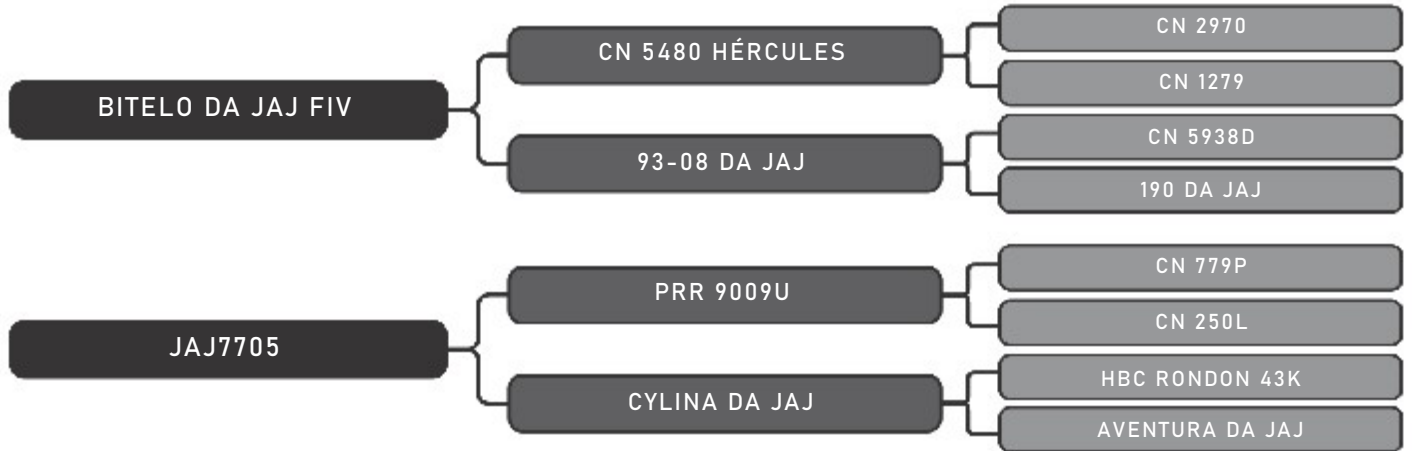 BITELO DA JAJ FIV
CN 5480 HÉRCULES
CN 2970
CN 1279
93-08 DA JAJ
CN 5938D
190 DA JAJ
JAJ7705
PRR 9009U
CN 779P
CN 250L
CYLINA DA JAJ
HBC RONDON 43K
AVENTURA DA JAJ